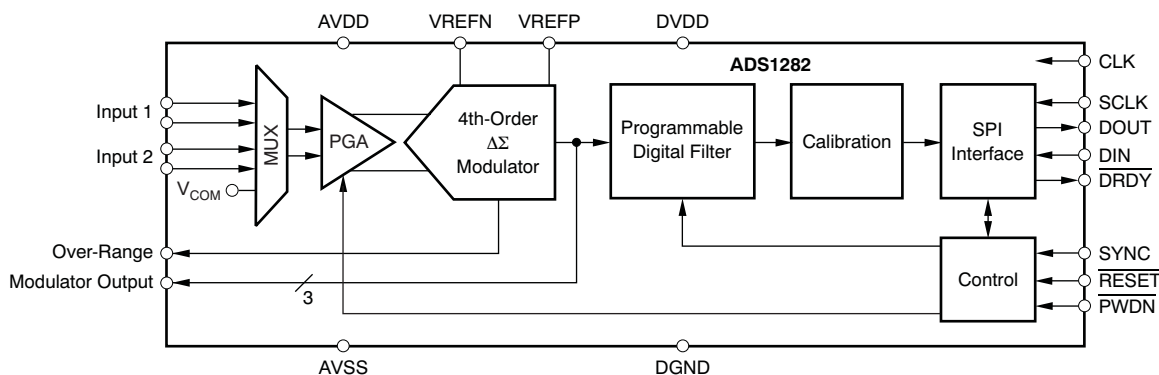 AVDD
VREFN
VREFP
DVDD
ADS1282
CLK
Input 1
Input 2
V_COM
MUX
PGA
4th-Order
ΔΣ
Modulator
Programmable
Digital Filter
Calibration
SPI
Interface
SCLK
DOUT
DIN
DRDY
Over-Range
Modulator Output
3
Control
SYNC
RESET
PWDN
AVSS
DGND